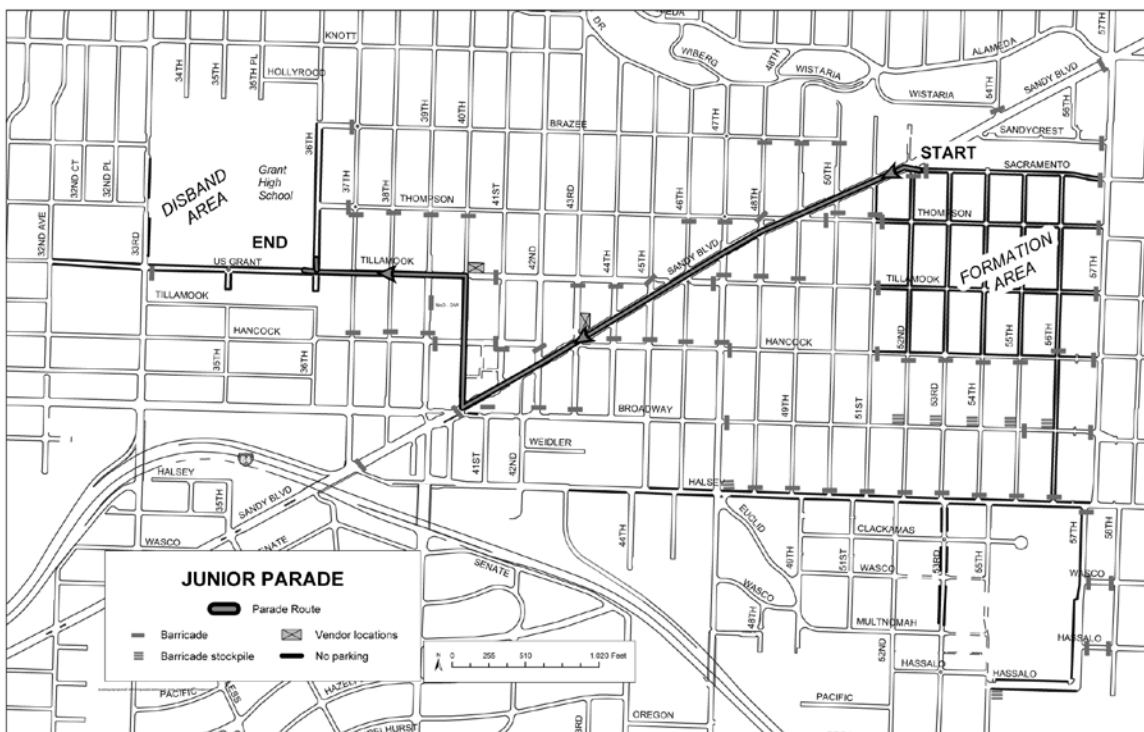 KNOTT
DR
WIBERG
48TH
WISTARIA
ALAMEDA
57TH
34TH
35TH
35TH PL
HOLLYROOD
WISTARIA
54TH
SANDY BLVD
56TH
39TH
40TH
BRAZEE
47TH
SANDYCREST
36TH
50TH
START
SACRAMENTO
32ND CT
32ND PL
Grant
High
School
DISBAND
AREA
37TH
38TH
THOMPSON
41ST
43RD
46TH
48TH
THOMPSON
32ND AVE
33RD
END
US GRANT
TILLAMOOK
42ND
44TH
45TH
SANDY BLVD
TILLAMOOK
FORMATION
AREA
57TH
TILLAMOOK
HANCOCK
HANCOCK
52ND
55TH
56TH
35TH
36TH
BROADWAY
49TH
51ST
53RD
54TH
WEIDLER
41ST
42ND
84
HALSEY
HALSEY
35TH
SANDY BLVD
WASCO
SENATE
SENATE
44TH
EUCLID
49TH
CLACKAMAS
51ST
53RD
55TH
57TH
58TH
WASCO
WASCO
WASCO
48TH
MULTNOMAH
52ND
HASSALO
HASSALO
HASSALO
JUNIOR PARADE
Parade Route
Barricade
Vendor locations
Barricade stockpile
No parking
N
0 255 510 1,020 Feet
PACIFIC
PACIFIC
OREGON